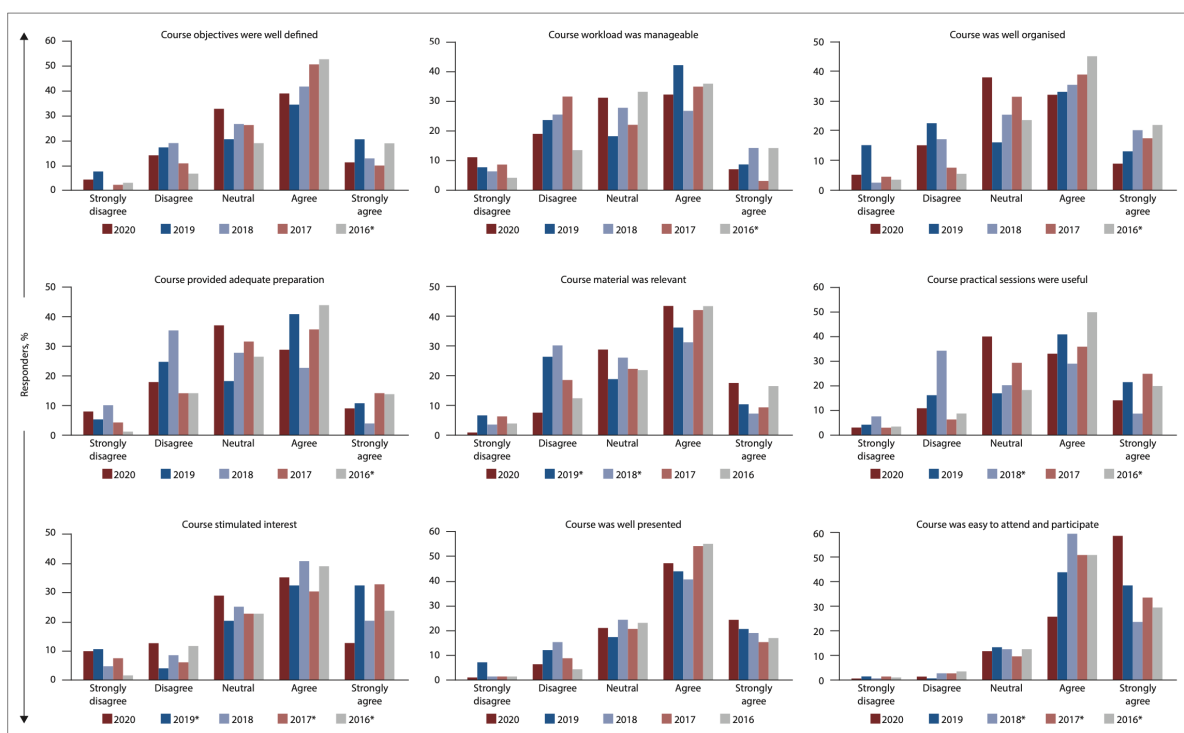 Responders, %
Course objectives were well defined
60
50
40
30
20
10
0
Strongly disagree
Disagree
Neutral
Agree
Strongly agree
2020 2019 2018 2017 2016*
Course workload was manageable
50
40
30
20
10
0
Strongly disagree
Disagree
Neutral
Agree
Strongly agree
2020 2019 2018 2017 2016*
Course was well organised
50
40
30
20
10
0
Strongly disagree
Disagree
Neutral
Agree
Strongly agree
2020 2019 2018 2017 2016*
Course provided adequate preparation
50
40
30
20
10
0
Strongly disagree
Disagree
Neutral
Agree
Strongly agree
2020 2019 2018 2017 2016*
Course material was relevant
50
40
30
20
10
0
Strongly disagree
Disagree
Neutral
Agree
Strongly agree
2020 2019* 2018* 2017 2016
Course practical sessions were useful
60
50
40
30
20
10
0
Strongly disagree
Disagree
Neutral
Agree
Strongly agree
2020 2019 2018* 2017 2016*
Course stimulated interest
50
40
30
20
10
0
Strongly disagree
Disagree
Neutral
Agree
Strongly agree
2020 2019* 2018 2017* 2016*
Course was well presented
60
50
40
30
20
10
0
Strongly disagree
Disagree
Neutral
Agree
Strongly agree
2020 2019 2018 2017 2016
Course was easy to attend and participate
60
50
40
30
20
10
0
Strongly disagree
Disagree
Neutral
Agree
Strongly agree
2020 2019 2018* 2017* 2016*